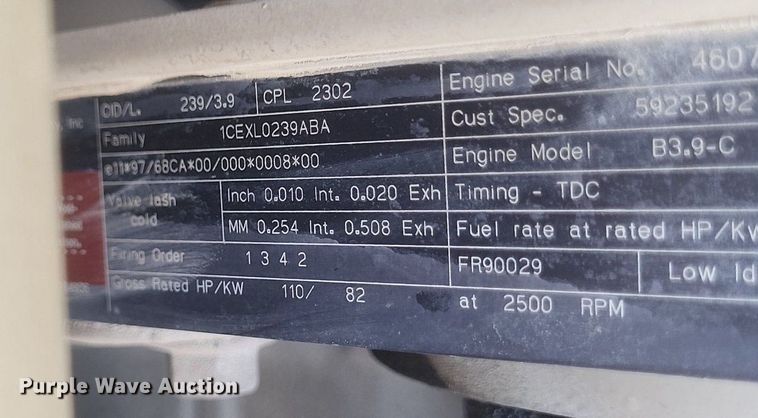 CID/L. 239/3.9 CPL 2302 Engine Serial No. 4607
Inc
Family 1CEXL0239ABA Cust Spec. 59235192
e11*97/68CA*00/000*0008*00 Engine Model B3.9-C
Valve lash cold Inch 0.010 Int. 0.020 Exh Timing - TDC
MM 0.254 Int. 0.508 Exh Fuel rate at rated HP/Kw
Firing Order 1 3 4 2 FR90029 Low Id
Gross Rated HP/KW 110/ 82 at 2500 RPM
Purple Wave Auction